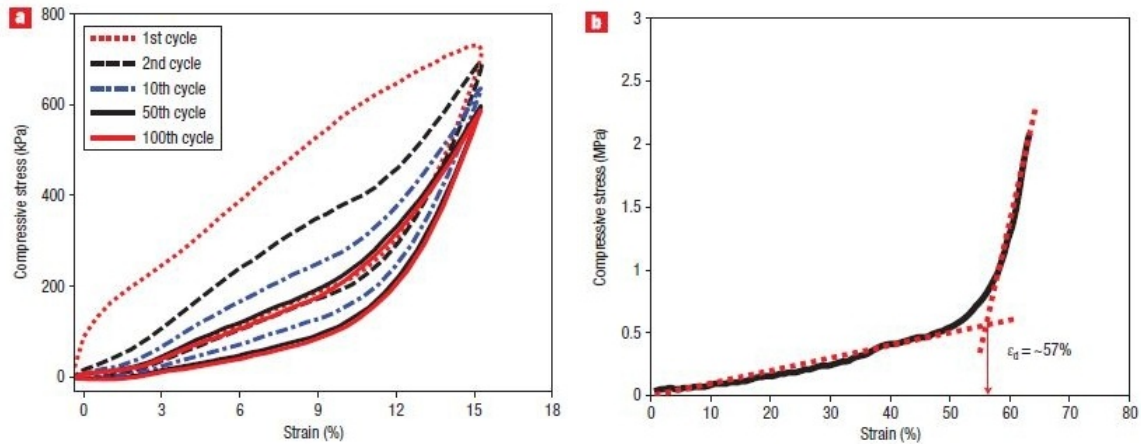 a
800
600
400
200
0
Compressive stress (kPa)
1st cycle
2nd cycle
10th cycle
50th cycle
100th cycle
0 3 6 9 12 15 18
Strain (%)
b
3
2.5
2
1.5
1
0.5
0
Compressive stress (MPa)
εd = ~57%
0 10 20 30 40 50 60 70 80
Strain (%)